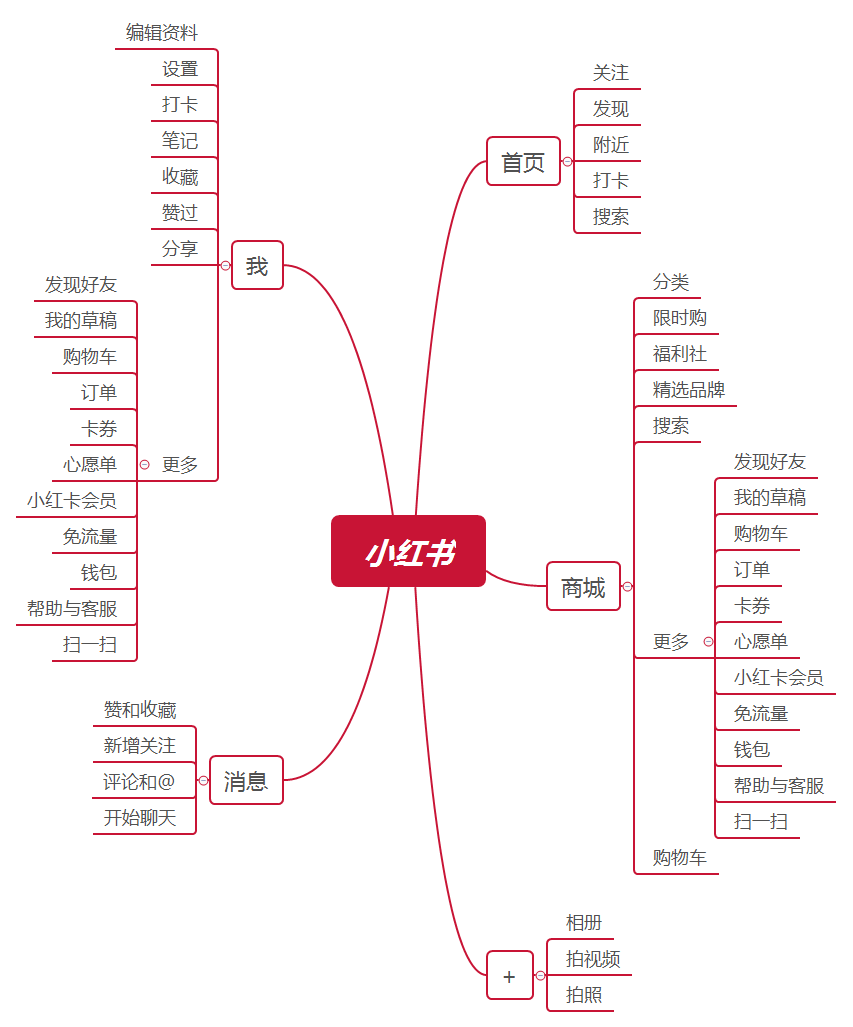 小红书
首页
关注
发现
附近
打卡
搜索
商城
分类
限时购
福利社
精选品牌
搜索
更多
发现好友
我的草稿
购物车
订单
卡券
心愿单
小红卡会员
免流量
钱包
帮助与客服
扫一扫
购物车
+
相册
拍视频
拍照
消息
赞和收藏
新增关注
评论和@
开始聊天
我
编辑资料
设置
打卡
笔记
收藏
赞过
分享
更多
发现好友
我的草稿
购物车
订单
卡券
心愿单
小红卡会员
免流量
钱包
帮助与客服
扫一扫